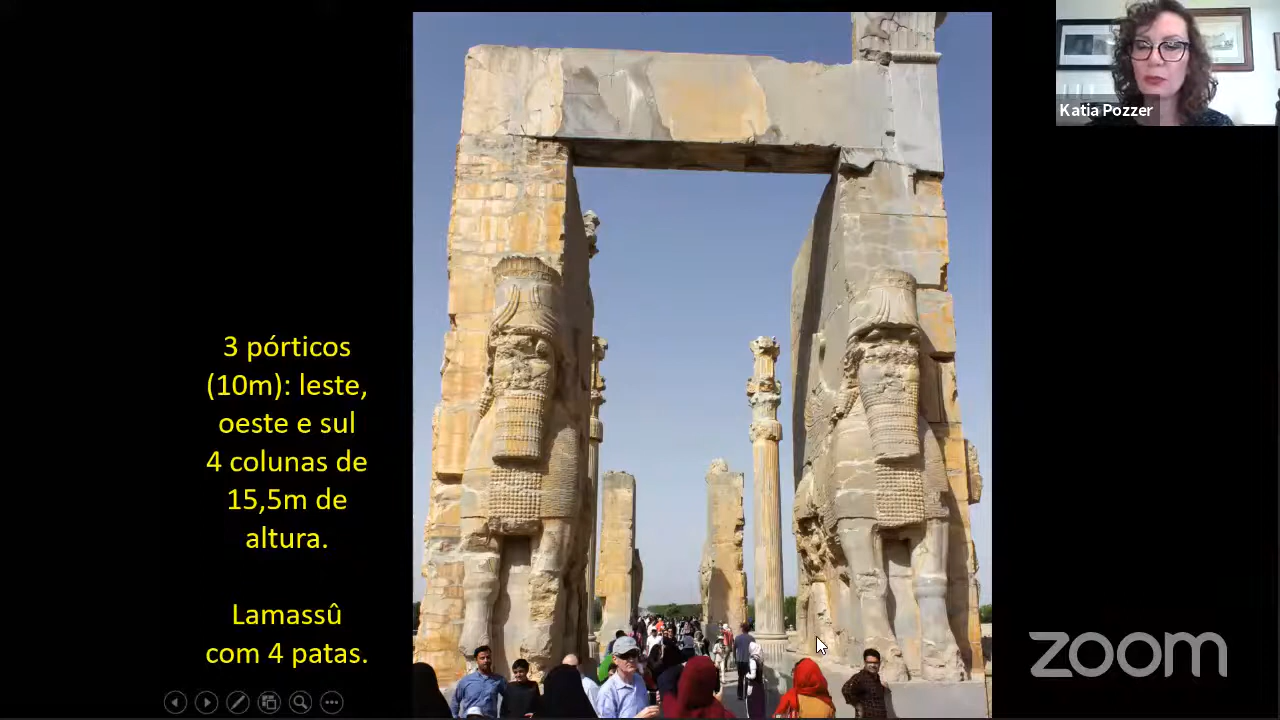 Katia Pozzer
3 pórticos
(10m): leste,
oeste e sul
4 colunas de
15,5m de
altura.
Lamassû
com 4 patas.
zoom